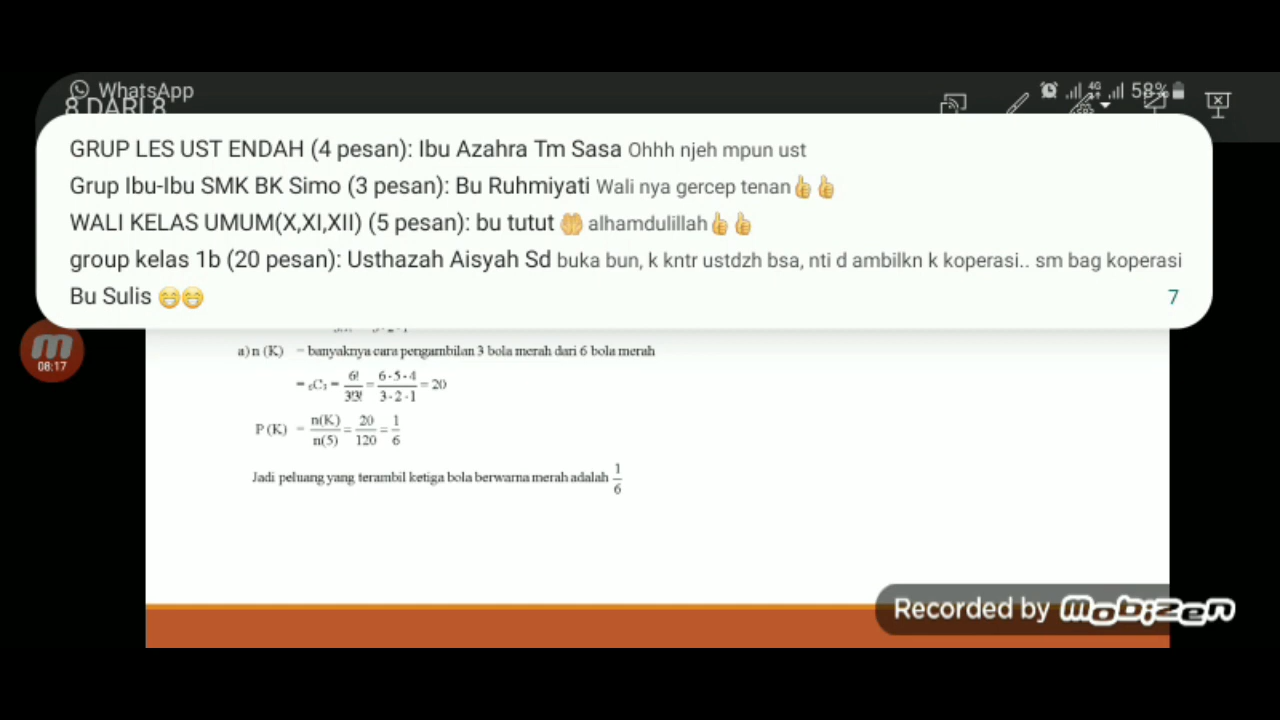 WhatsApp
58%
8 DARI 8
GRUP LES UST ENDAH (4 pesan): Ibu Azahra Tm Sasa Ohhh njeh mpun ust
Grup Ibu-Ibu SMK BK Simo (3 pesan): Bu Ruhmiyati Wali nya gercep tenan👍👍
WALI KELAS UMUM(X,XI,XII) (5 pesan): bu tutut 🤲 alhamdulillah👍👍
group kelas 1b (20 pesan): Usthazah Aisyah Sd buka bun, k kntr ustdzh bsa, nti d ambilkn k koperasi.. sm bag koperasi
Bu Sulis 😁😁
7
08:17
a) n (K) = banyaknya cara pengambilan 3 bola merah dari 6 bola merah
= ₆C₃ = 6!/3!3! = 6·5·4/3·2·1 = 20
P (K) = n(K)/n(5) = 20/120 = 1/6
Jadi peluang yang terambil ketiga bola berwarna merah adalah 1/6
Recorded by mobizen